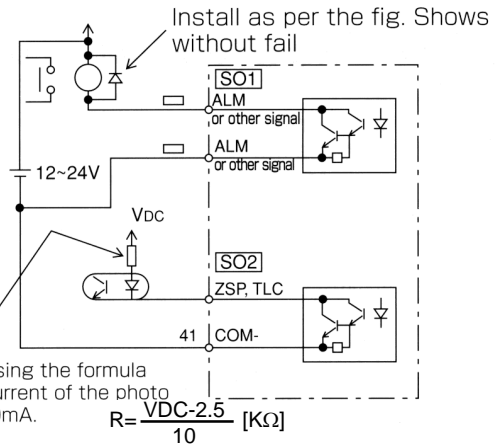 Install as per the fig. Shows
without fail
SO1
ALM
or other signal
ALM
or other signal
12~24V
VDC
SO2
ZSP, TLC
41 COM-
sing the formula
urrent of the photo
mA.
R= VDC-2.5 / 10 [KΩ]